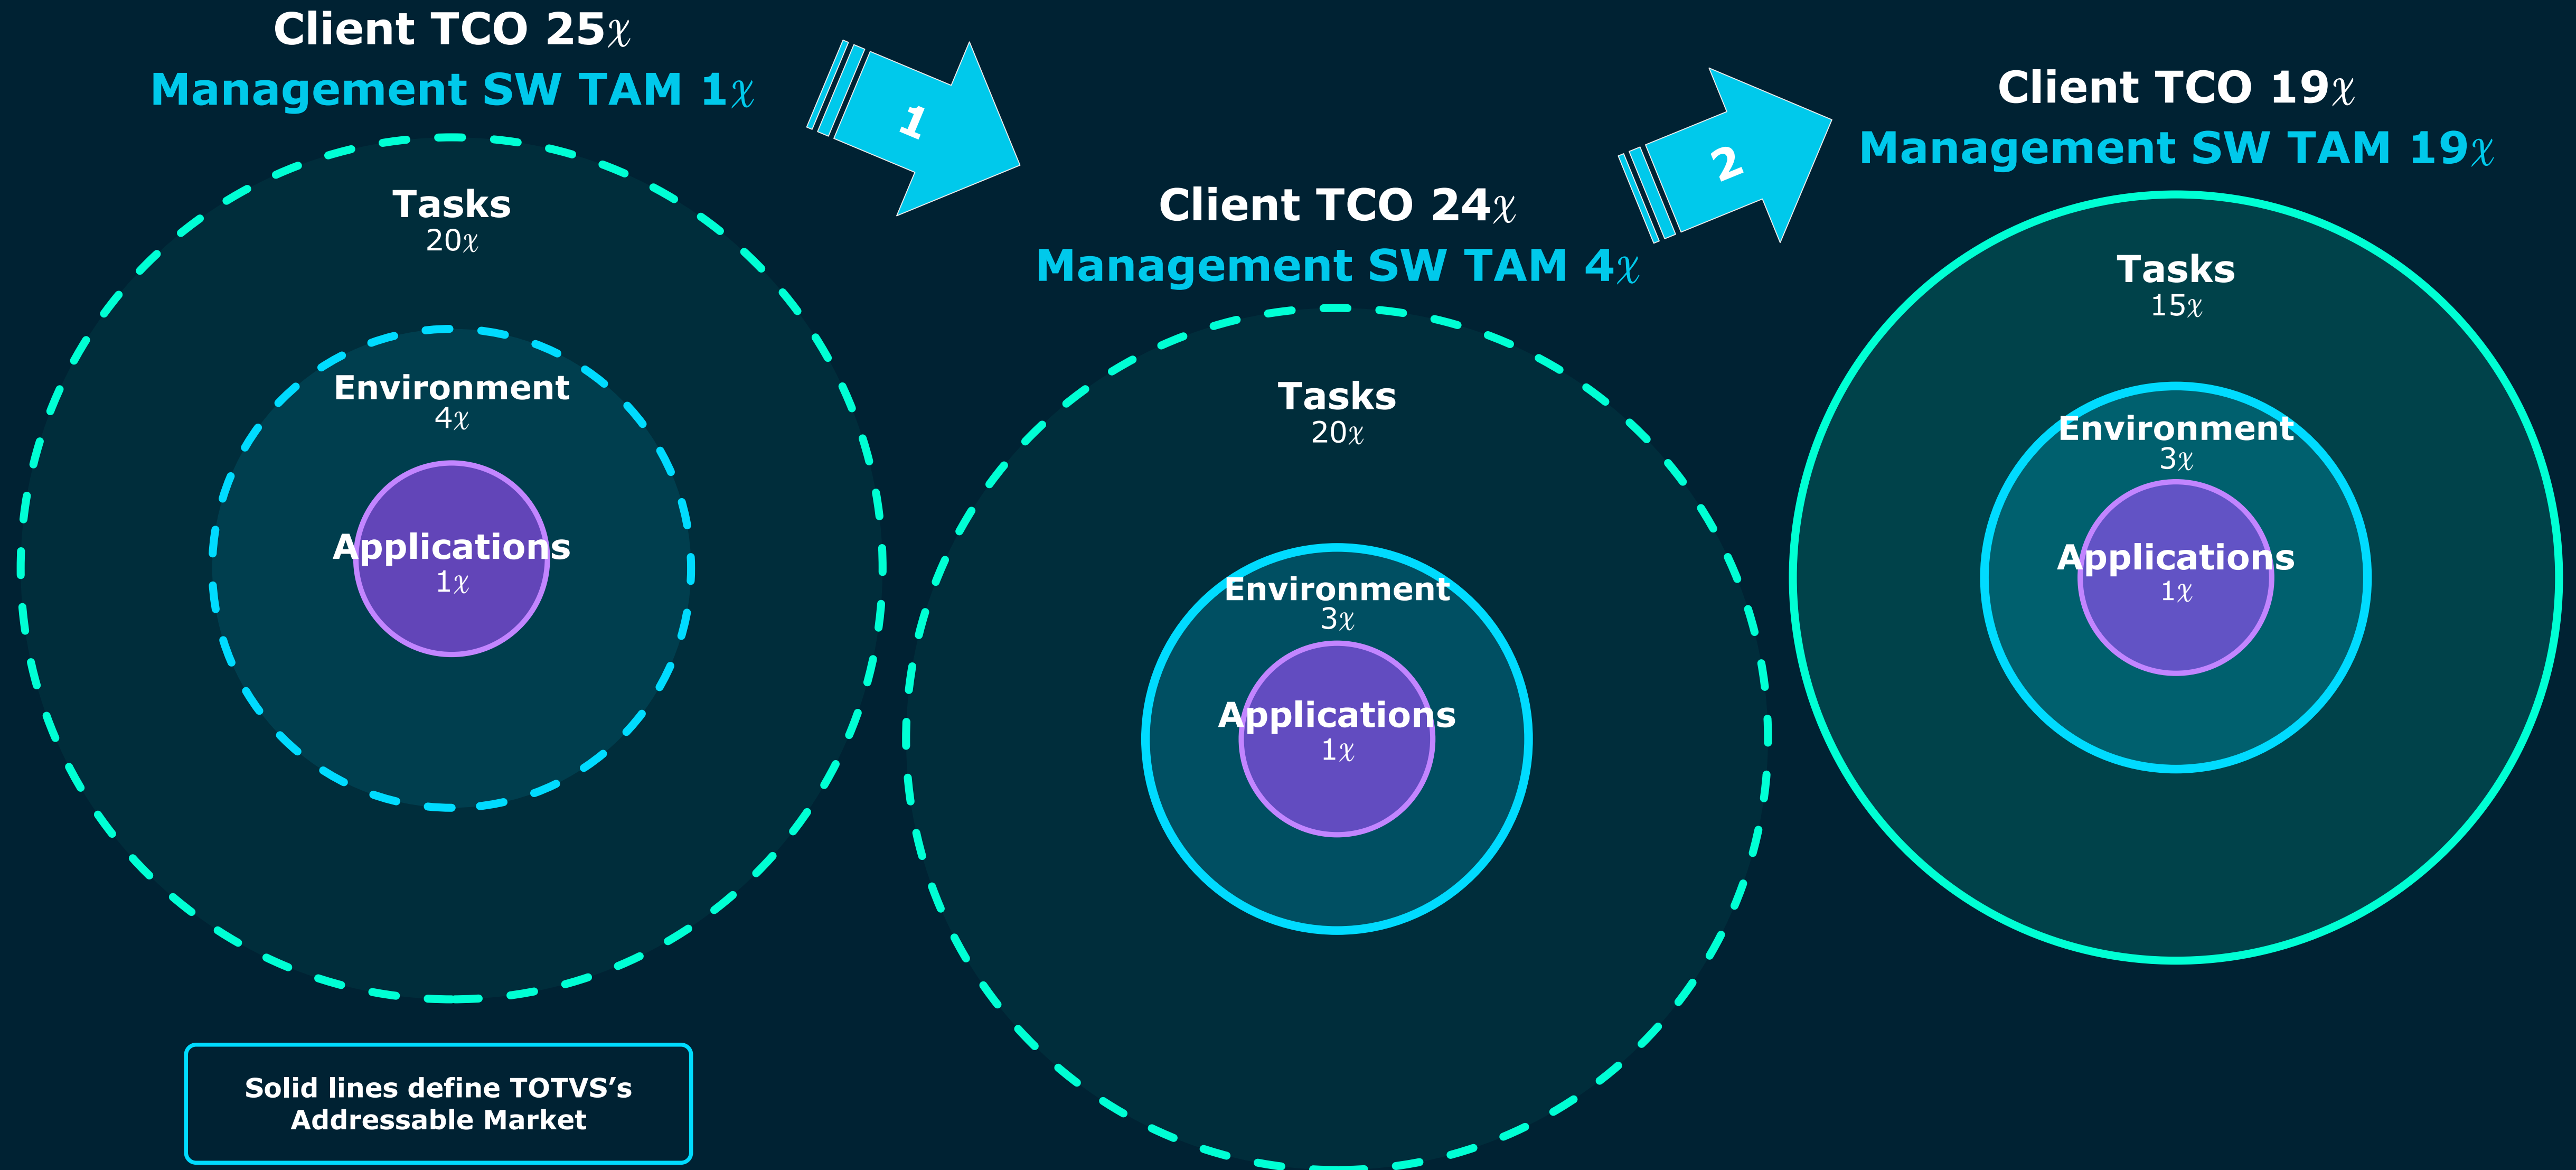 Client TCO 25χ
Management SW TAM 1χ
Tasks
20χ
Environment
4χ
Applications
1χ
Solid lines define TOTVS’s
Addressable Market
1
Client TCO 24χ
Management SW TAM 4χ
Tasks
20χ
Environment
3χ
Applications
1χ
2
Client TCO 19χ
Management SW TAM 19χ
Tasks
15χ
Environment
3χ
Applications
1χ